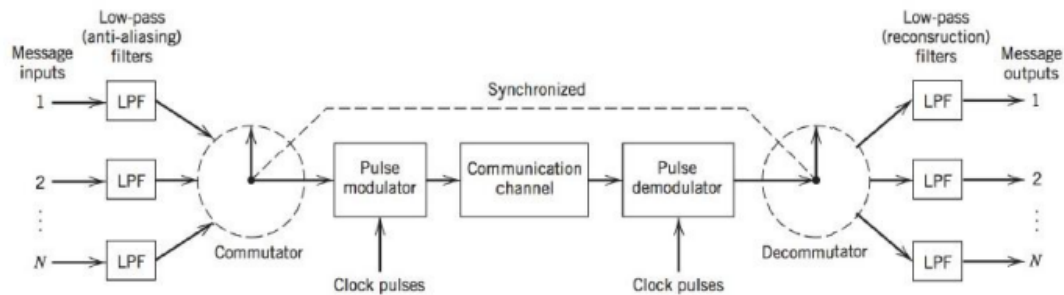 Low-pass
(anti-aliasing)
filters
Message
inputs
1
LPF
2
LPF
⋮
N
LPF
Commutator
Synchronized
Pulse
modulator
Clock pulses
Communication
channel
Pulse
demodulator
Clock pulses
Decommutator
Low-pass
(reconsruction)
filters
Message
outputs
LPF
1
LPF
2
⋮
LPF
N